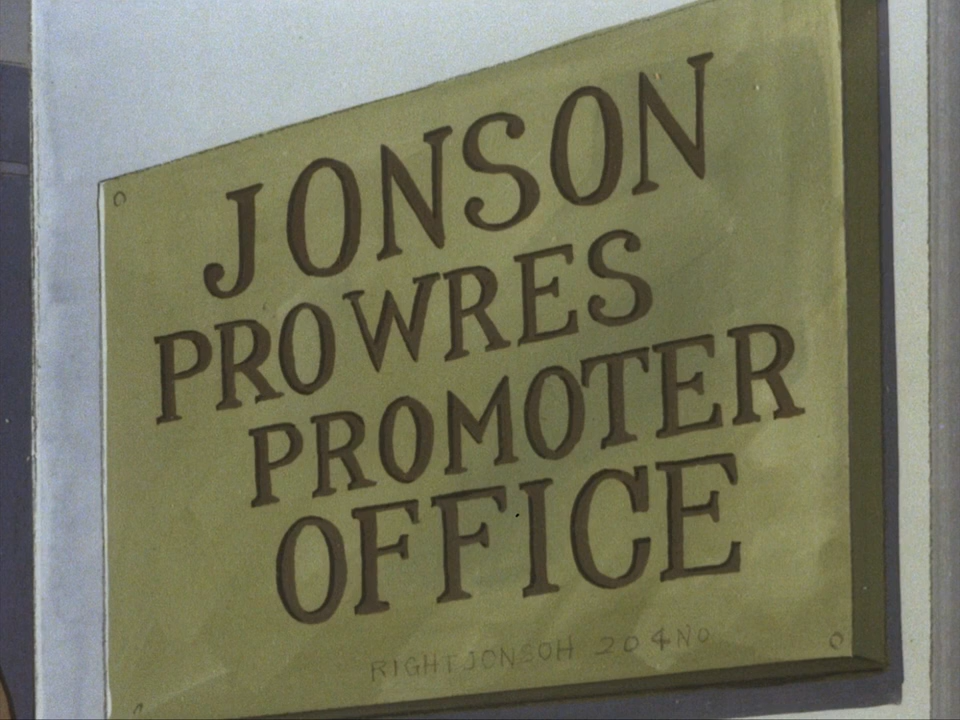 JONSON
PROWRES
PROMOTER
OFFICE
RIGHTJONSOH 204NO